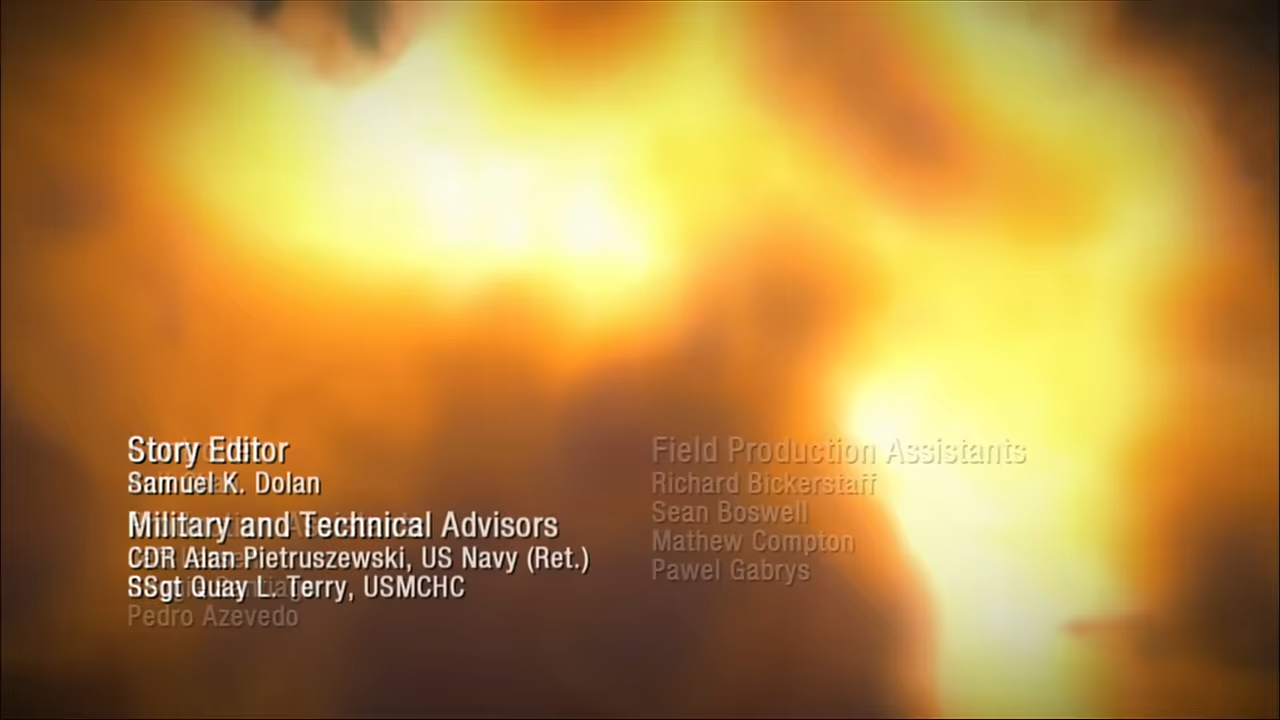 Story Editor
Samuel K. Dolan
Military and Technical Advisors
CDR Alan Pietruszewski, US Navy (Ret.)
SSgt Quay L. Terry, USMCHC
Pedro Azevedo
Field Production Assistants
Richard Bickerstaff
Sean Boswell
Mathew Compton
Pawel Gabrys